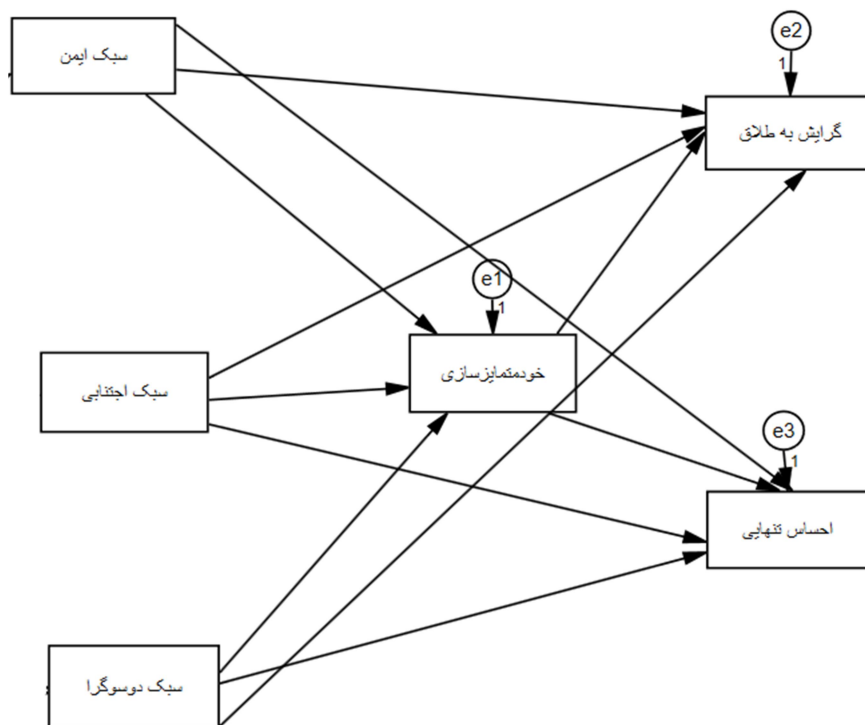 سبک ایمن
e2
1
گرایش به طلاق
e1
1
خودمتمایزسازی
سبک اجتنابی
e3
1
احساس تنهایی
سبک دوسوگرا